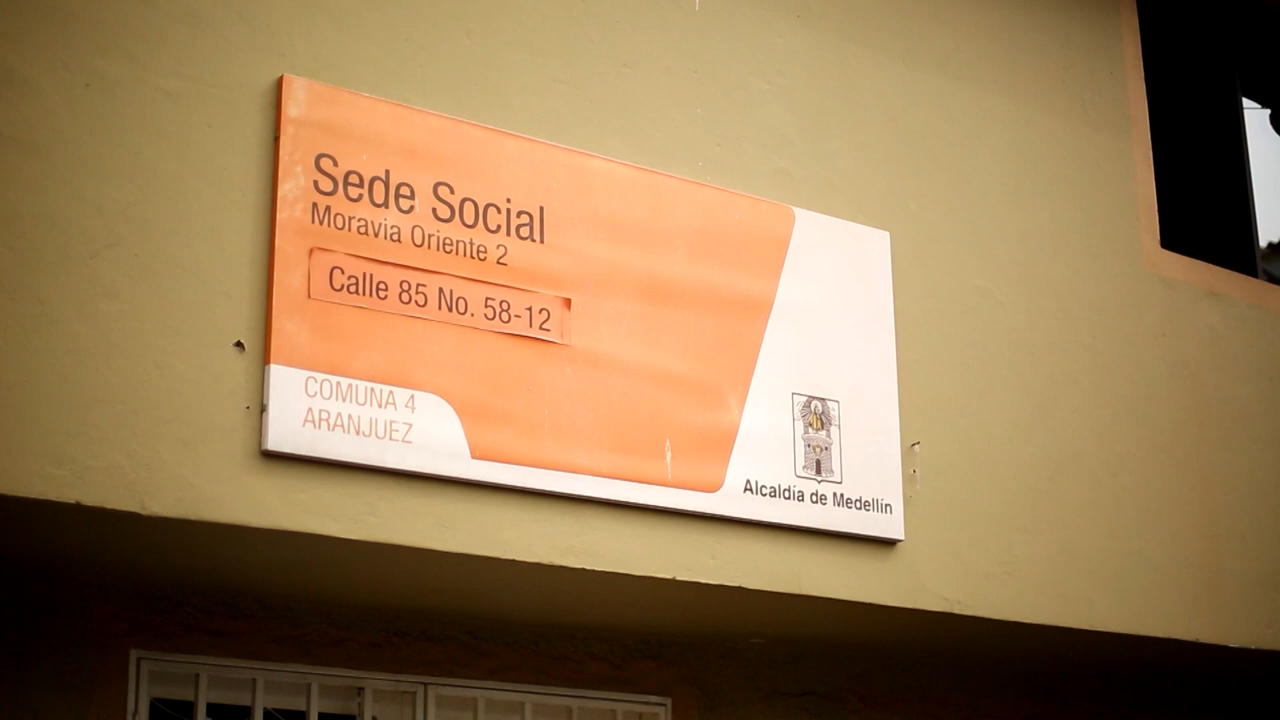 Sede Social
Moravia Oriente 2
Calle 85 No. 58-12
COMUNA 4
ARANJUEZ
Alcaldía de Medellín